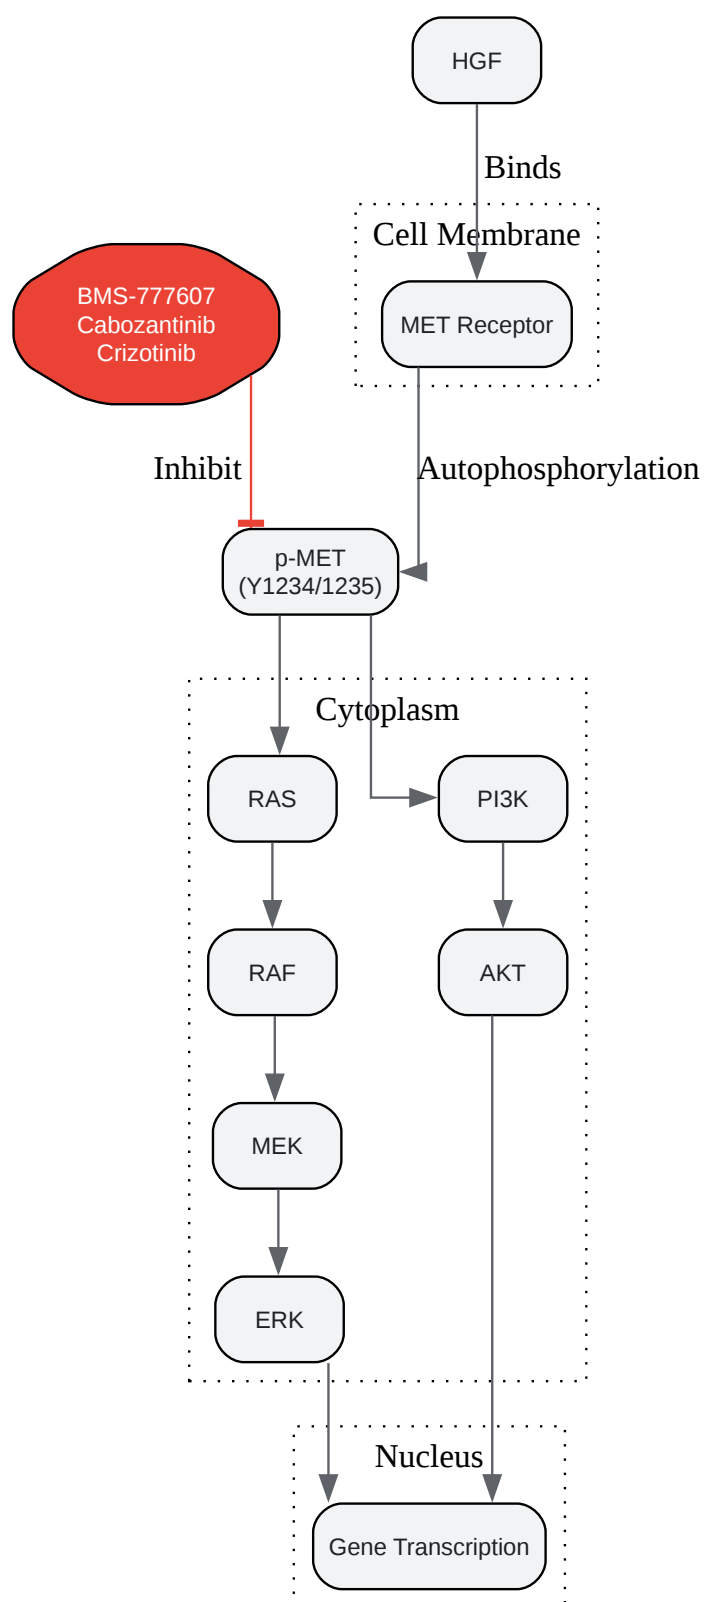 HGF
Binds
Cell Membrane
BMS-777607
Cabozantinib
Crizotinib
MET Receptor
Inhibit
Autophosphorylation
p-MET
(Y1234/1235)
Cytoplasm
RAS
PI3K
RAF
AKT
MEK
ERK
Nucleus
Gene Transcription